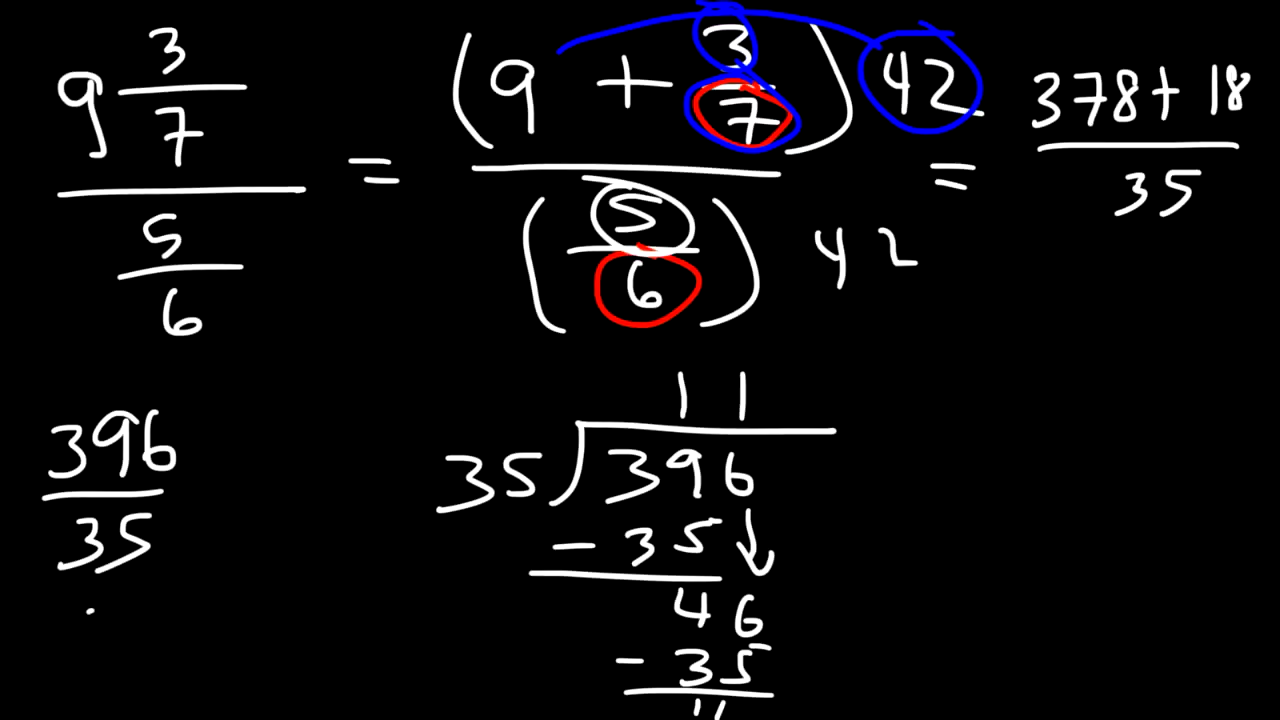 9 3/7 / 5/6 = (9 + 3/7) 42 / (5/6) 42 = 378 + 18 / 35
396 / 35
11
35 ) 396
- 35
46
- 35
11